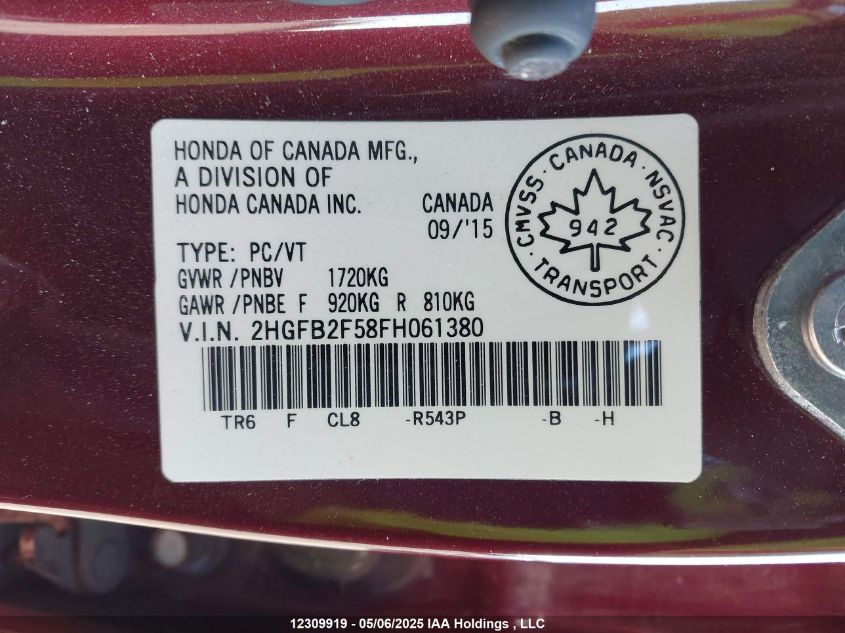 HONDA OF CANADA MFG.,
A DIVISION OF
HONDA CANADA INC. CANADA
09/'15
TYPE: PC/VT
GVWR /PNBV 1720KG
GAWR /PNBE F 920KG R 810KG
V.I.N. 2HGFB2F58FH061380
TR6 F CL8 -R543P -B -H
CMVSS · CANADA · NSVAC · TRANSPORT ·
942
12309919 - 05/06/2025 IAA Holdings , LLC